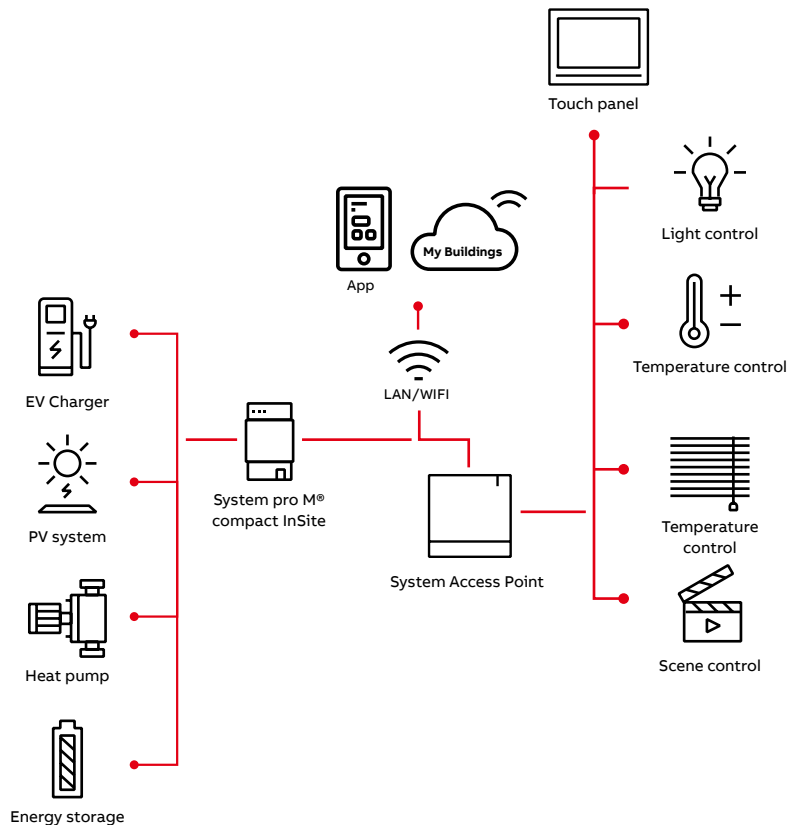 Touch panel
Light control
My Buildings
App
Temperature control
EV Charger
LAN/WIFI
System pro M®
compact InSite
PV system
Temperature
control
System Access Point
Heat pump
Scene control
Energy storage